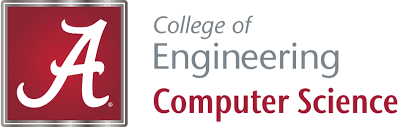 A®
College of
Engineering
Computer Science